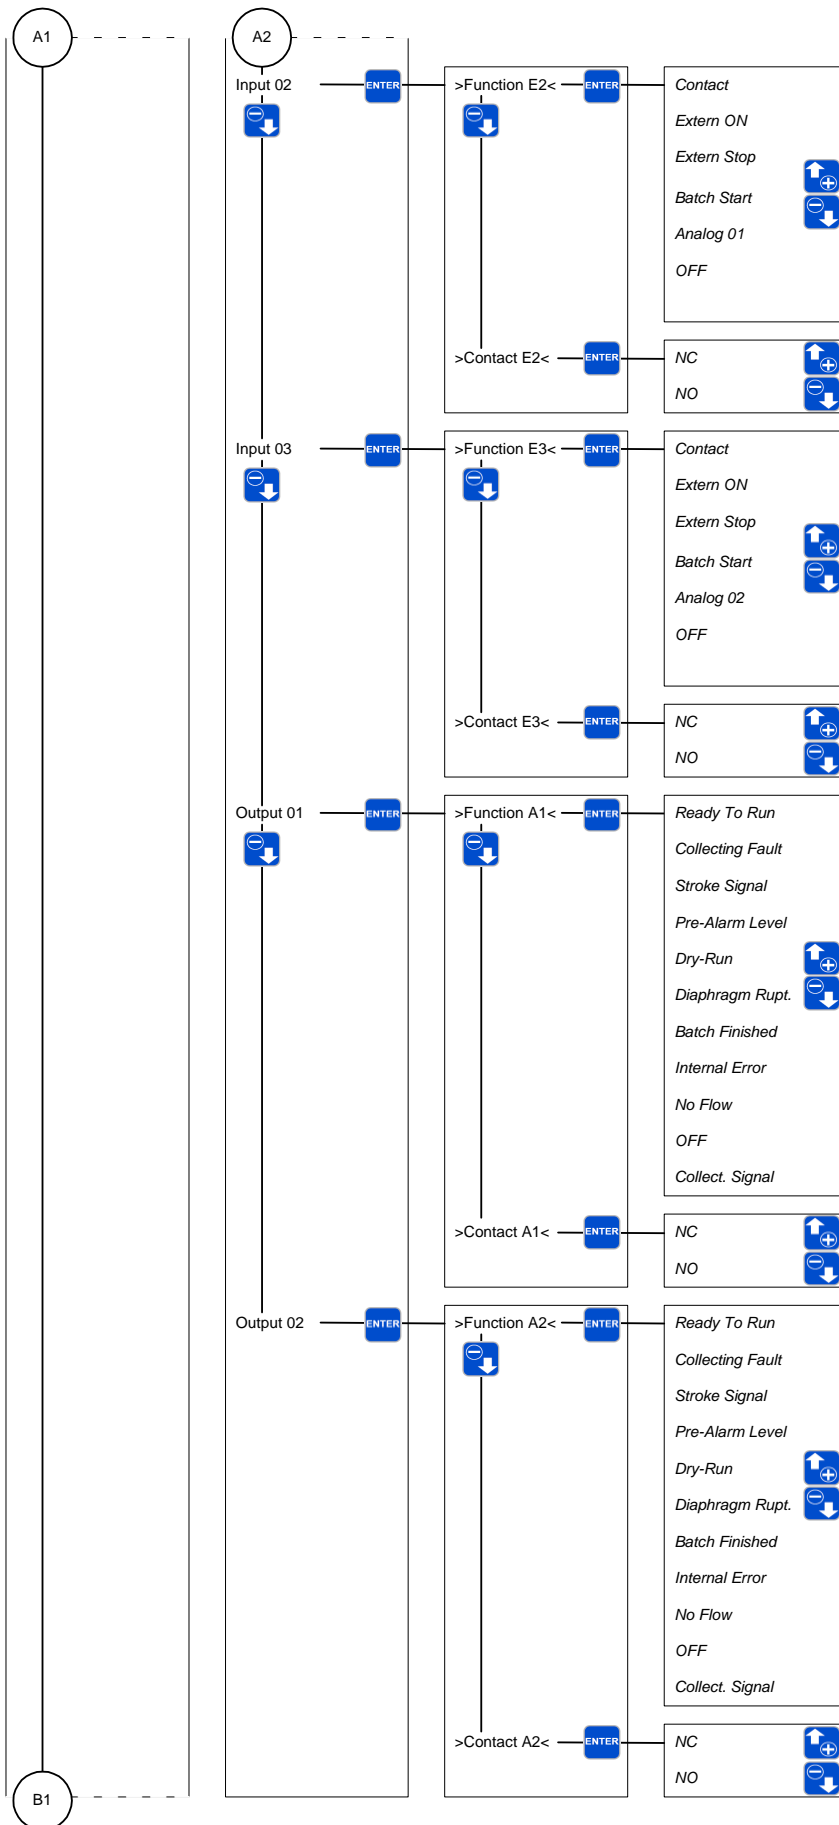 A1
A2
Input 02 ENTER >Function E2< ENTER Contact
Extern ON
Extern Stop
Batch Start
Analog 01
OFF
>Contact E2< ENTER NC
NO
Input 03 ENTER >Function E3< ENTER Contact
Extern ON
Extern Stop
Batch Start
Analog 02
OFF
>Contact E3< ENTER NC
NO
Output 01 ENTER >Function A1< ENTER Ready To Run
Collecting Fault
Stroke Signal
Pre-Alarm Level
Dry-Run
Diaphragm Rupt.
Batch Finished
Internal Error
No Flow
OFF
Collect. Signal
>Contact A1< ENTER NC
NO
Output 02 ENTER >Function A2< ENTER Ready To Run
Collecting Fault
Stroke Signal
Pre-Alarm Level
Dry-Run
Diaphragm Rupt.
Batch Finished
Internal Error
No Flow
OFF
Collect. Signal
>Contact A2< ENTER NC
NO
B1